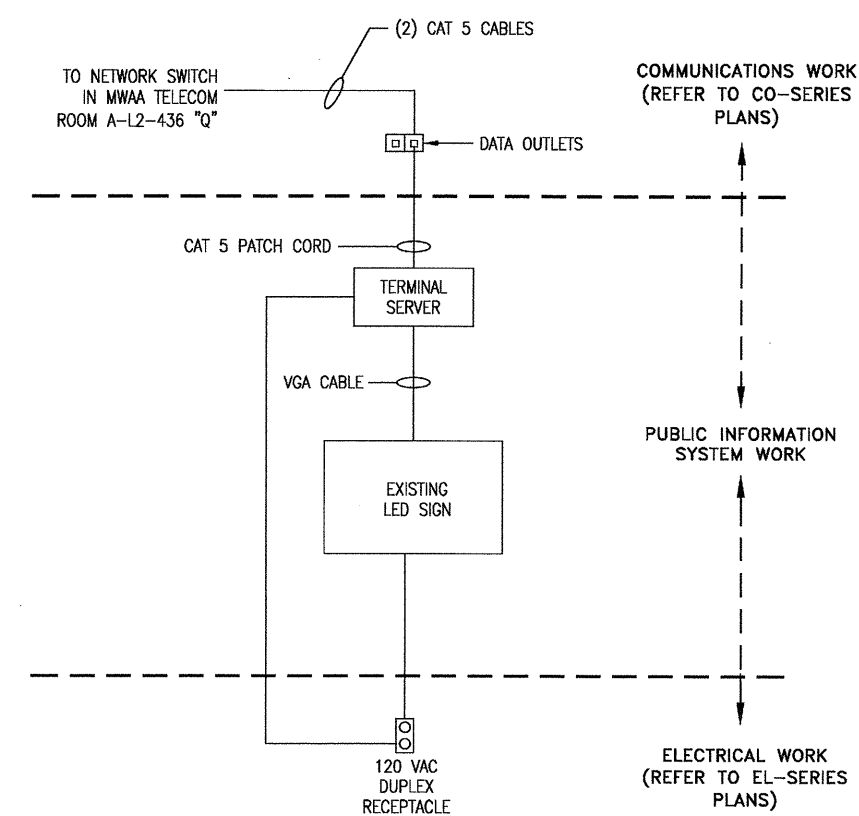 (2) CAT 5 CABLES
TO NETWORK SWITCH
IN MWAA TELECOM
ROOM A-L2-436 "Q"
COMMUNICATIONS WORK
(REFER TO CO-SERIES
PLANS)
DATA OUTLETS
CAT 5 PATCH CORD
TERMINAL
SERVER
VGA CABLE
PUBLIC INFORMATION
SYSTEM WORK
EXISTING
LED SIGN
120 VAC
DUPLEX
RECEPTACLE
ELECTRICAL WORK
(REFER TO EL-SERIES
PLANS)